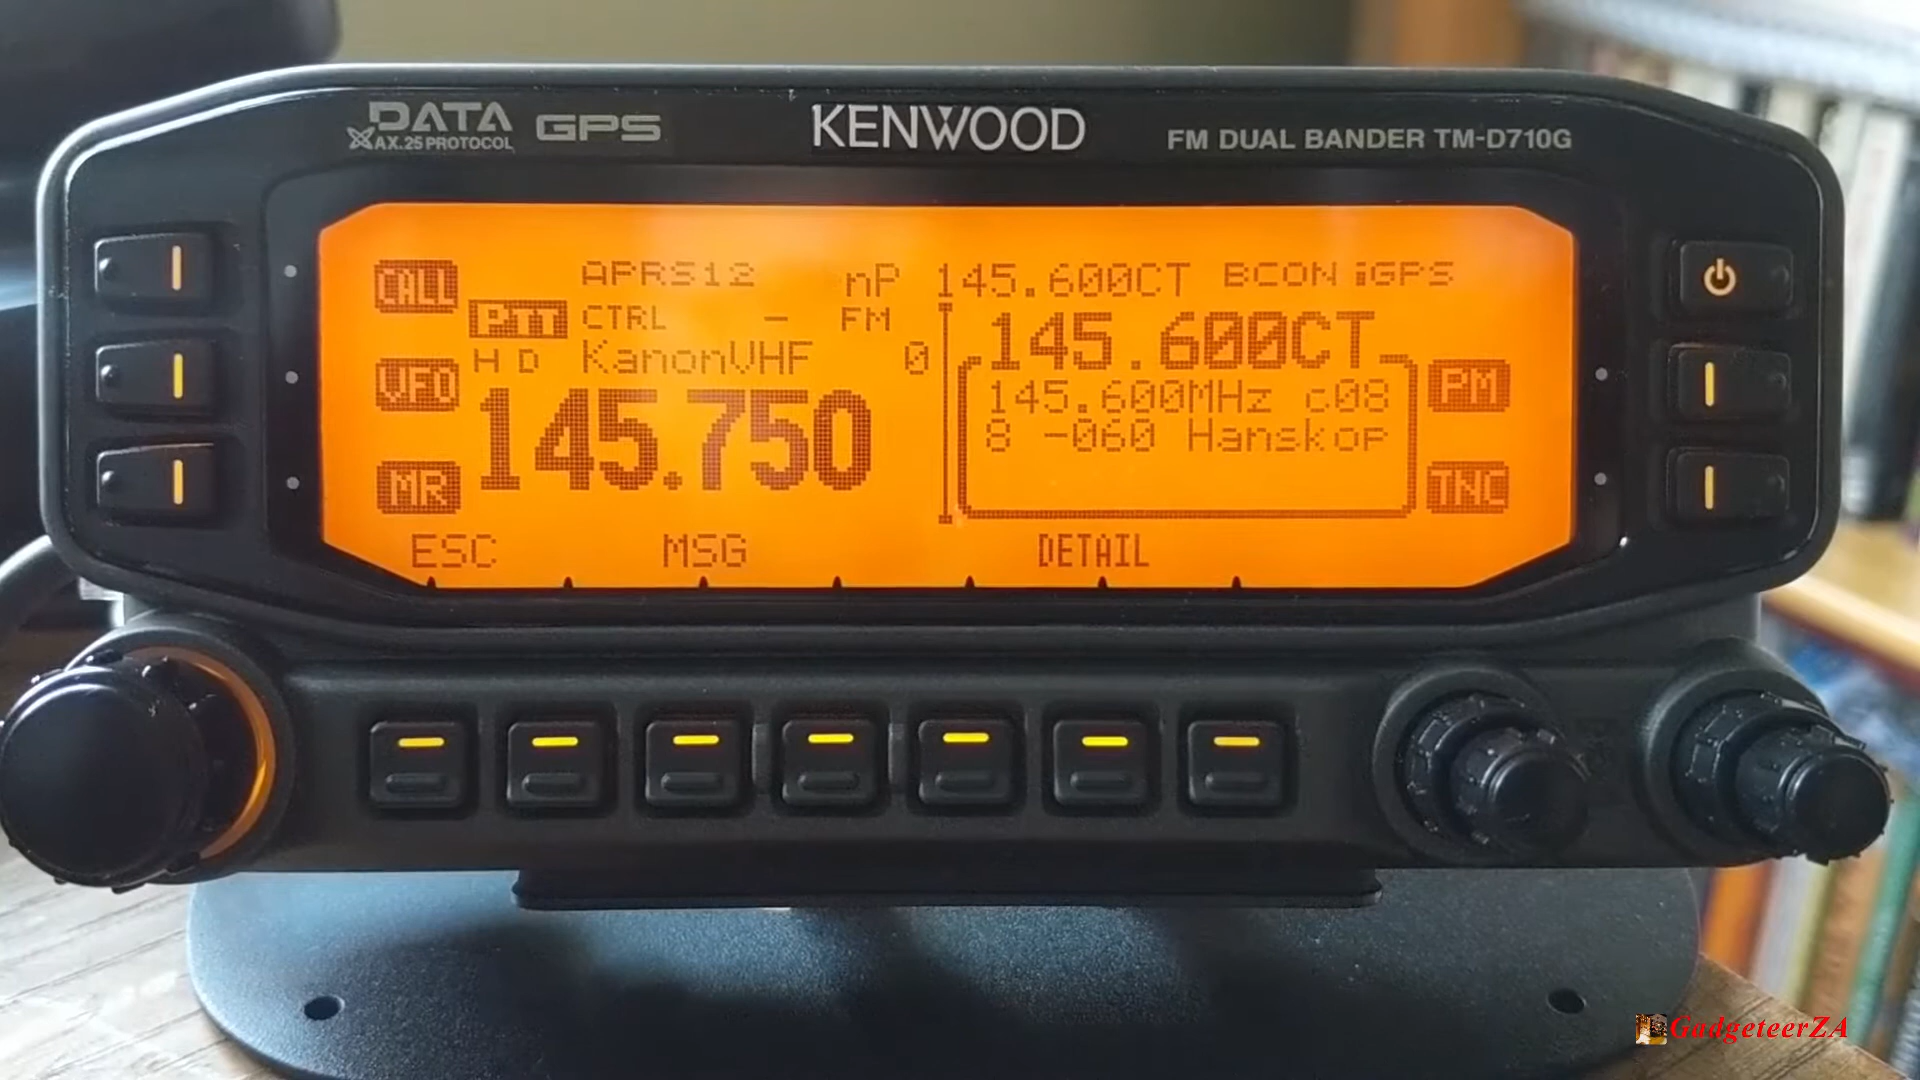 DATA
AX.25 PROTOCOL
GPS
KENWOOD
FM DUAL BANDER TM-D710G
CALL
APRS12
nP 145.600CT
BCON iGPS
PTT
CTRL - FM
145.600CT
H D KanonVHF 0
VFO
145.750
145.600MHz c08
8 -060 Hanskop
PM
MR
TNC
ESC MSG DETAIL
GadgeteerZA